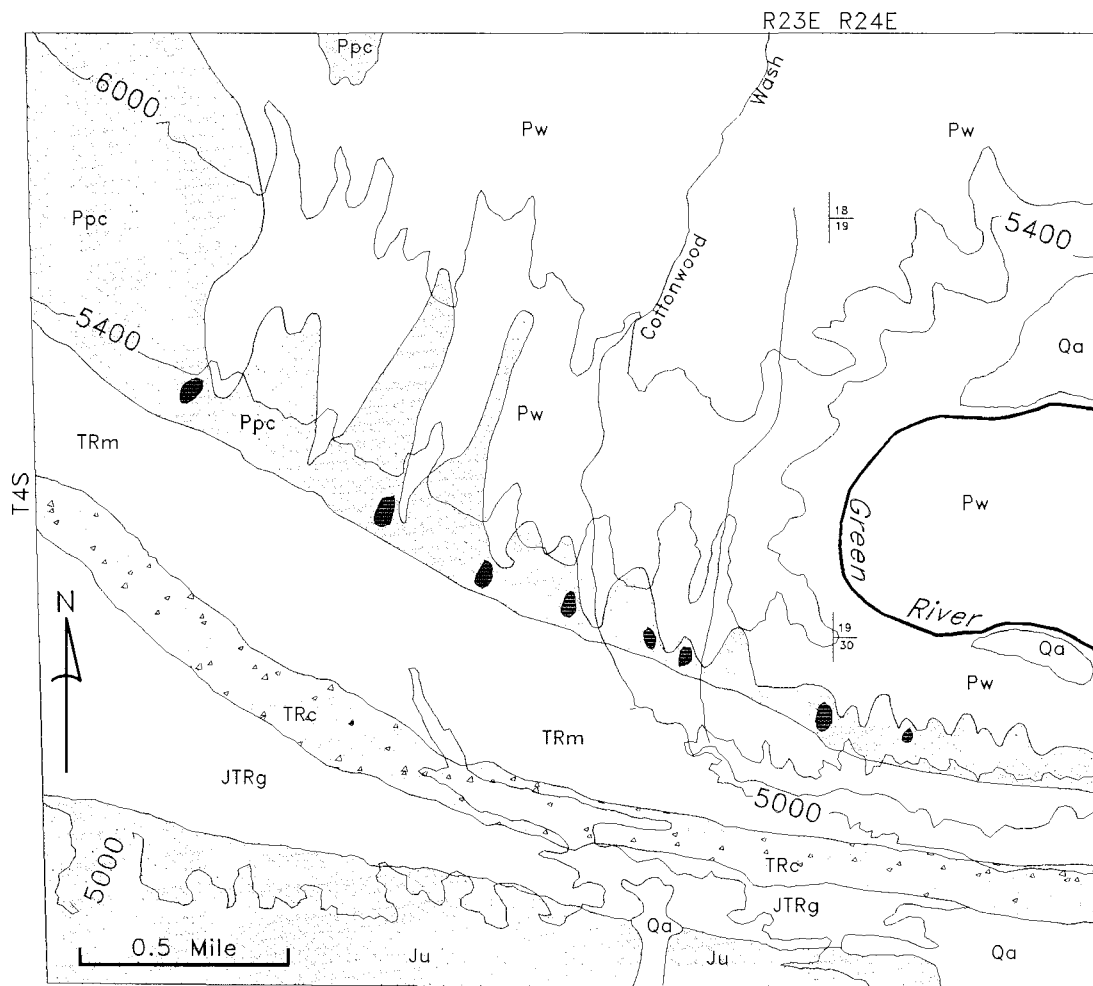 R23E R24E
Ppc
6000
Wash
Pw
Pw
Ppc
18
19
5400
Cottonwood
5400
Qa
Ppc
Pw
TRm
T4S
Pw
Green
River
N
19
30
Qa
Pw
TRc
TRm
JTRg
5000
5000
TRc
JTRg
Qa
0.5 Mile
Ju
Ju
Qa